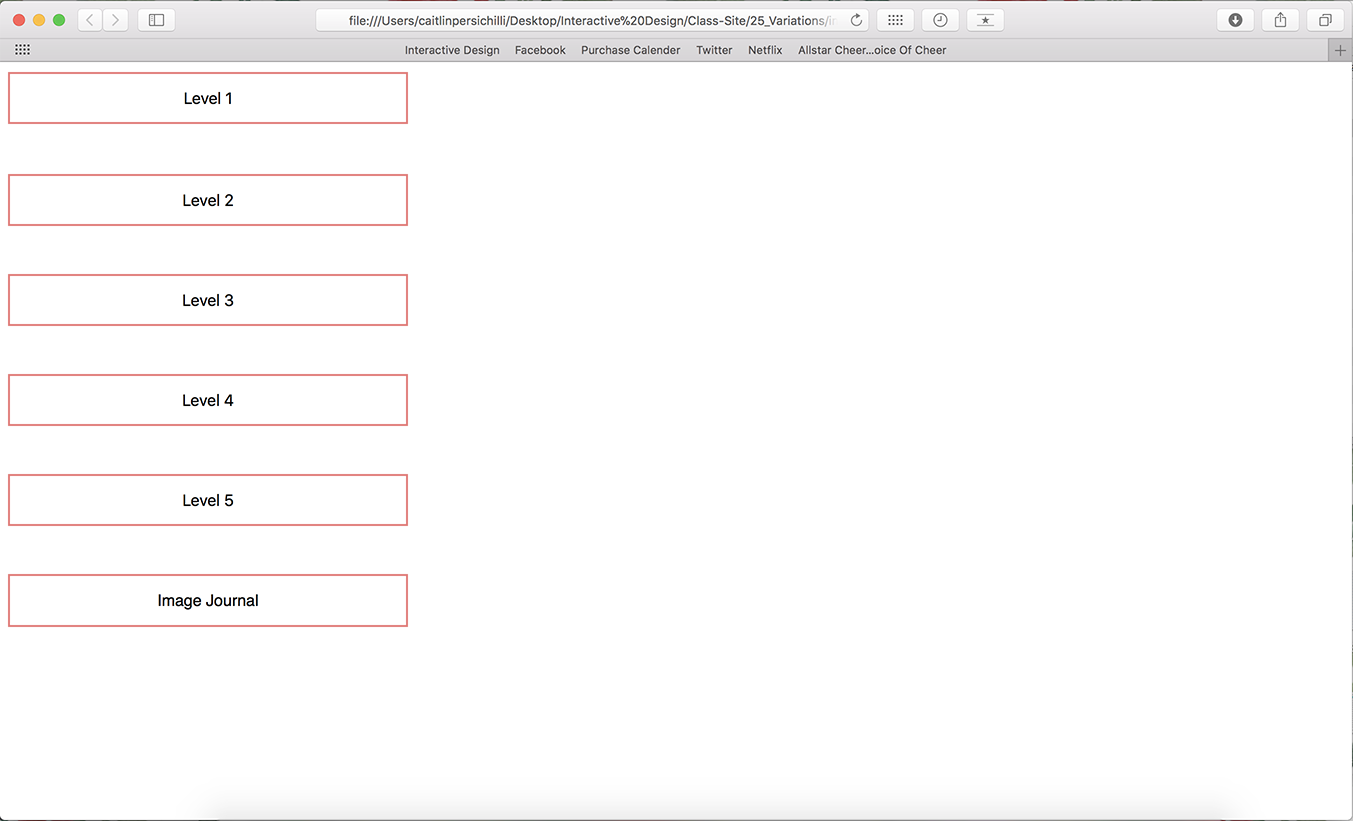 file:///Users/caitlinpersichilli/Desktop/Interactive%20Design/Class-Site/25_Variations/
Interactive Design Facebook Purchase Calender Twitter Netflix Allstar Cheer...oice Of Cheer
Level 1
Level 2
Level 3
Level 4
Level 5
Image Journal